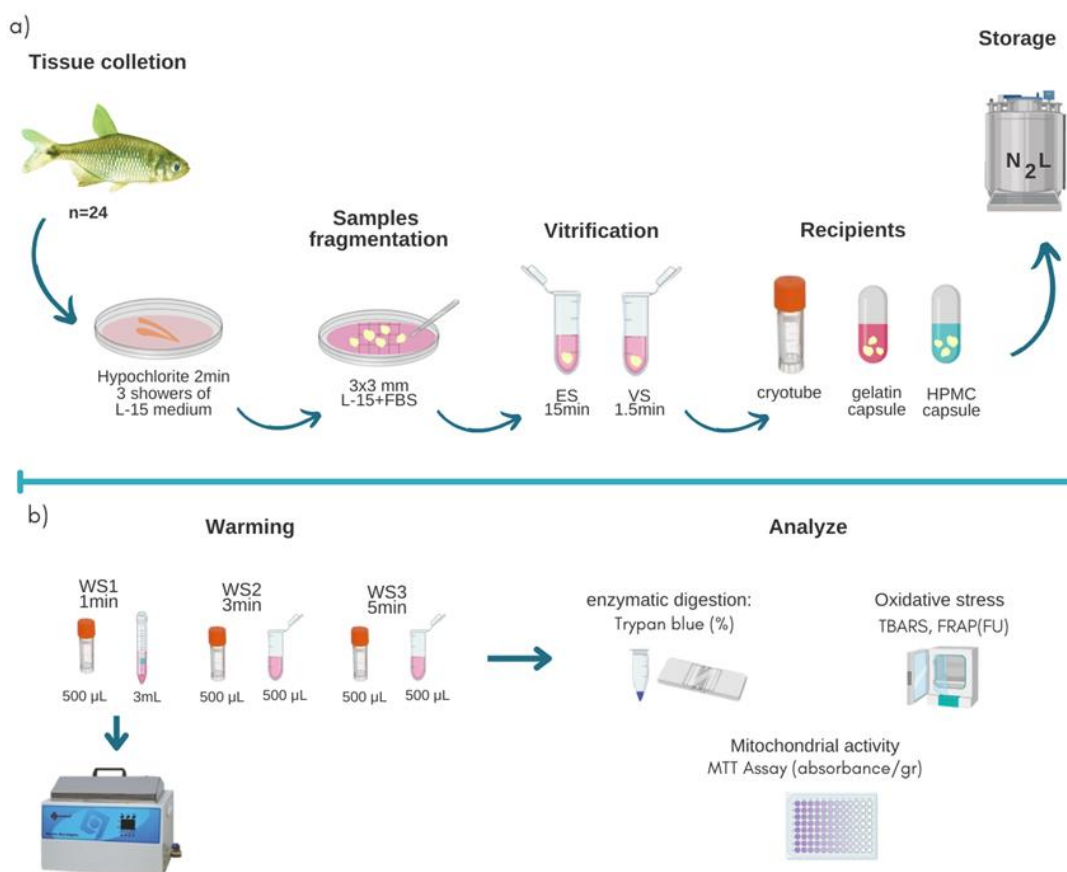 a)
Tissue colletion
n=24
Hypochlorite 2min
3 showers of
L-15 medium
Samples
fragmentation
3x3 mm
L-15+FBS
Vitrification
ES
15min
VS
1.5min
Recipients
cryotube
gelatin
capsule
HPMC
capsule
Storage
N2L
b)
Warming
WS1
1min
500 µL
3mL
WS2
3min
500 µL
500 µL
WS3
5min
500 µL
500 µL
Analyze
enzymatic digestion:
Trypan blue (%)
Oxidative stress
TBARS, FRAP(FU)
Mitochondrial activity
MTT Assay (absorbance/gr)